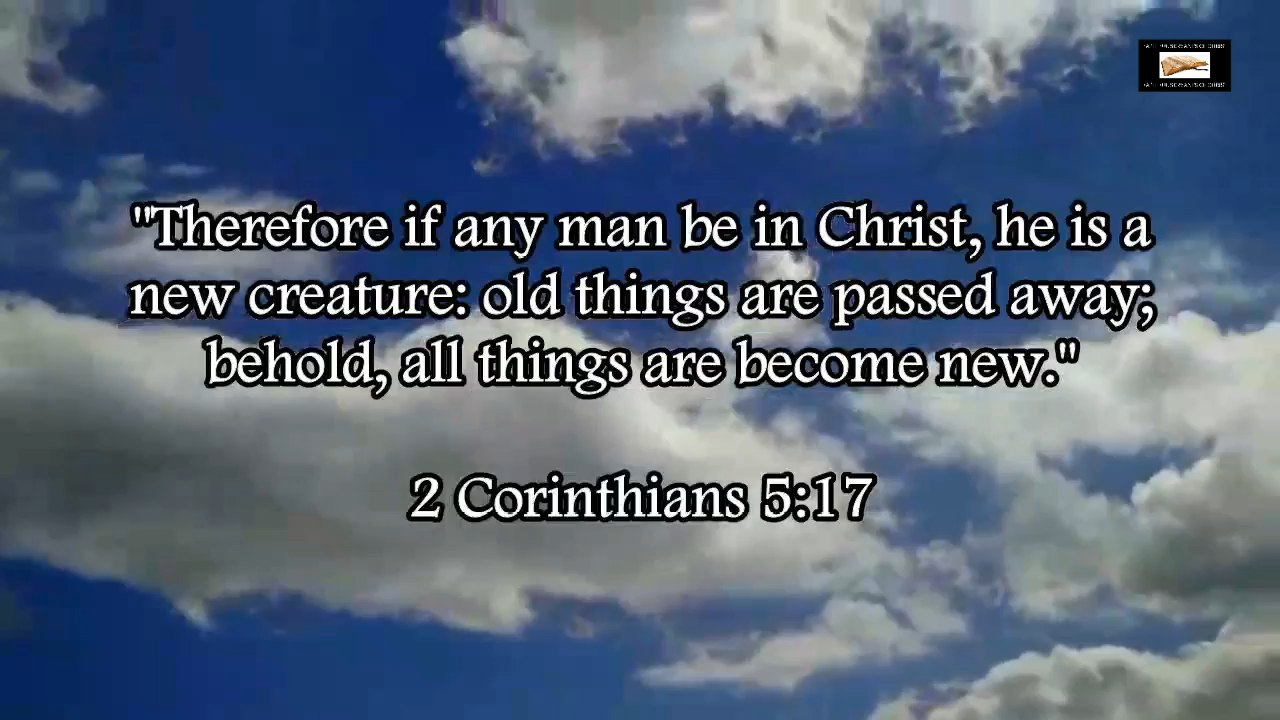 "Therefore if any man be in Christ, he is a
new creature: old things are passed away;
behold, all things are become new."
2 Corinthians 5:17